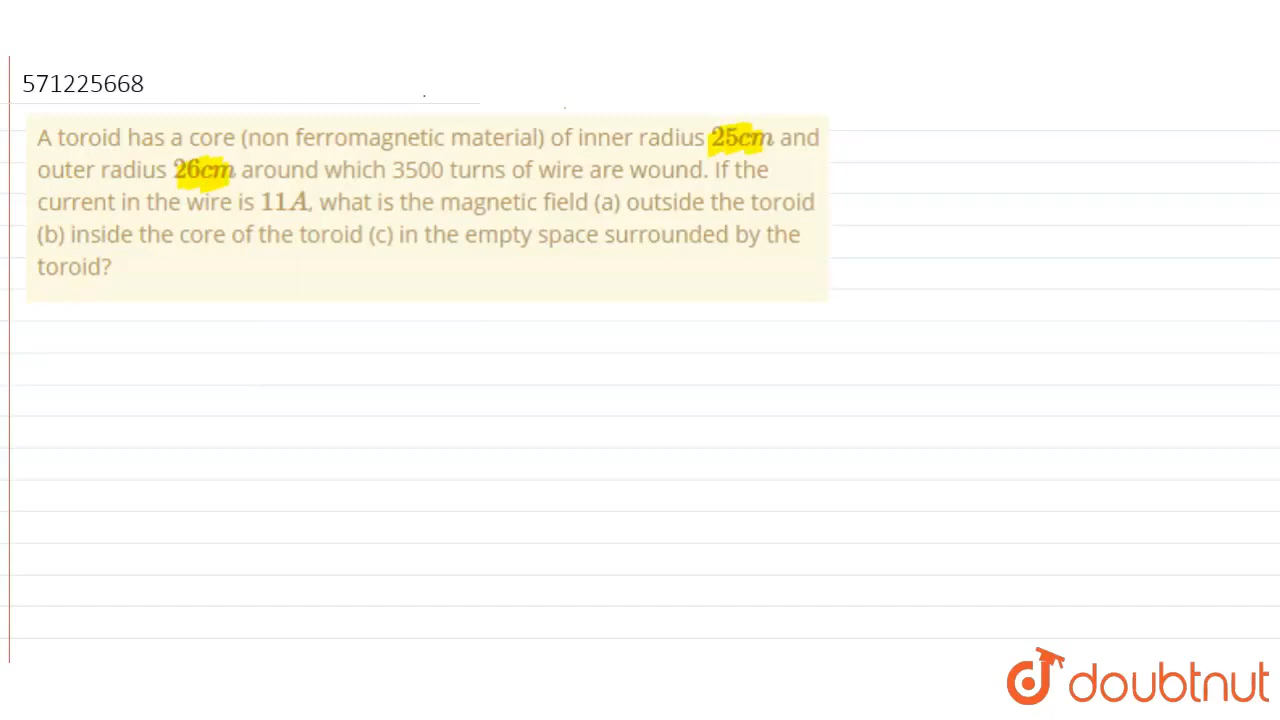 571225668
A toroid has a core (non ferromagnetic material) of inner radius 25cm and
outer radius 26cm around which 3500 turns of wire are wound. If the
current in the wire is 11A, what is the magnetic field (a) outside the toroid
(b) inside the core of the toroid (c) in the empty space surrounded by the
toroid?
doubtnut